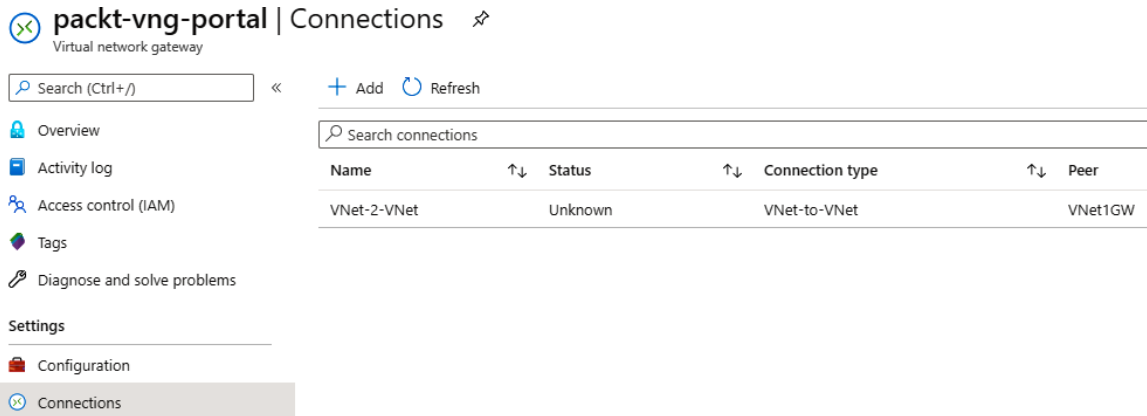 packt-vng-portal | Connections
Virtual network gateway
Search (Ctrl+/)
Overview
Activity log
Access control (IAM)
Tags
Diagnose and solve problems
Settings
Configuration
Connections
Add Refresh
Search connections
Name Status Connection type Peer
VNet-2-VNet Unknown VNet-to-VNet VNet1GW